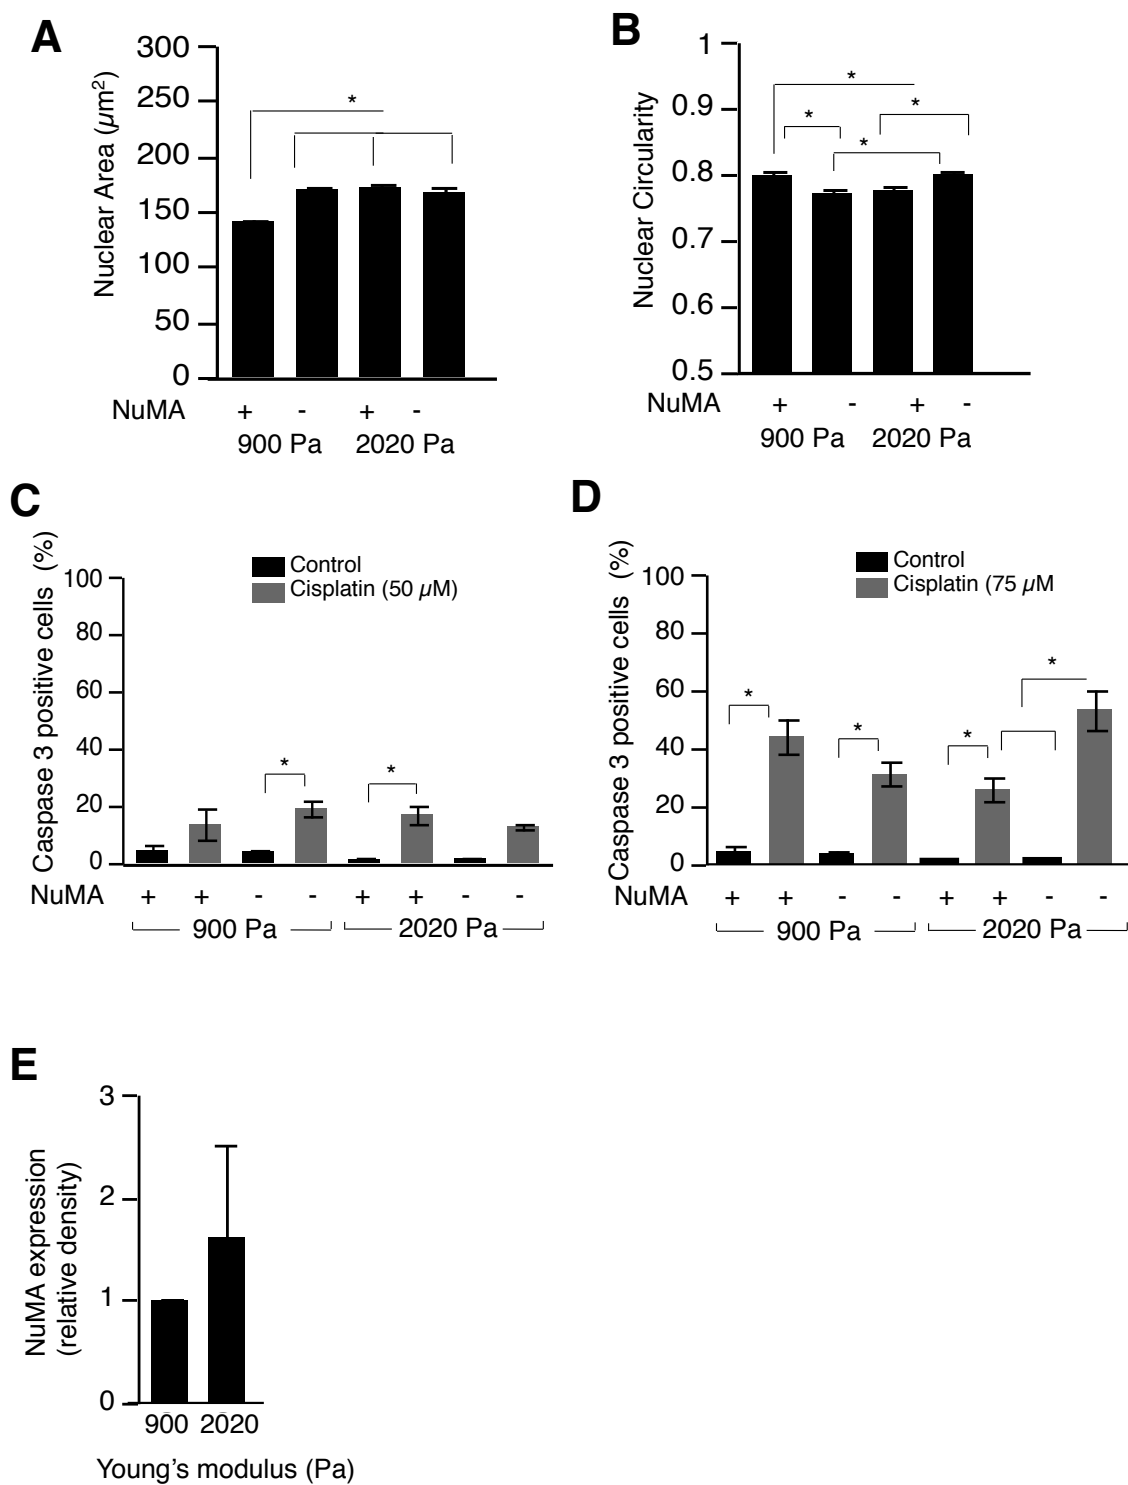 A
Nuclear Area (µm2)
300
250
200
150
100
50
0
*
NuMA + - + -
900 Pa 2020 Pa
B
Nuclear Circularity
1
0.9
0.8
0.7
0.6
0.5
*
*
*
*
NuMA + - + -
900 Pa 2020 Pa
C
Caspase 3 positive cells (%)
Control
Cisplatin (50 µM)
100
80
60
40
20
0
* *
NuMA + + - - + + - -
900 Pa 2020 Pa
D
Caspase 3 positive cells (%)
Control
Cisplatin (75 µM
100
80
60
40
20
0
* * * *
NuMA + + - - + + - -
900 Pa 2020 Pa
E
NuMA expression
(relative density)
3
2
1
0
900 2020
Young's modulus (Pa)